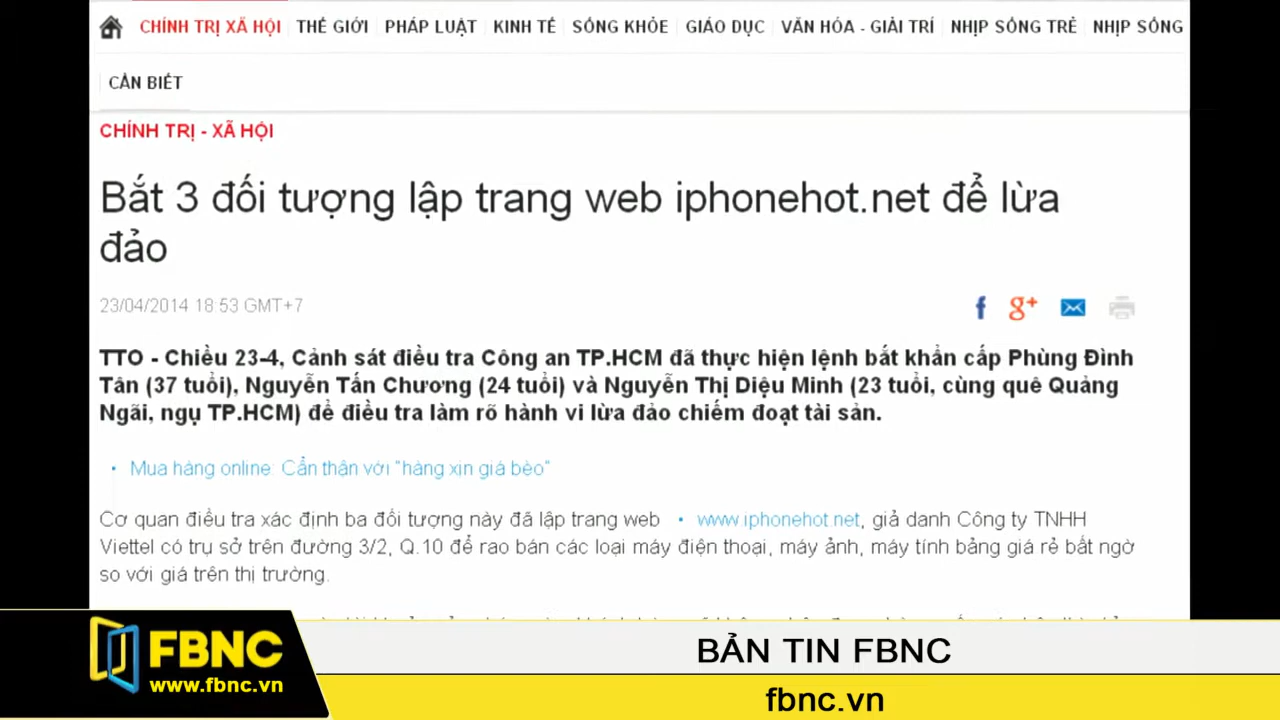 CHÍNH TRỊ XÃ HỘI THẾ GIỚI PHÁP LUẬT KINH TẾ SỐNG KHỎE GIÁO DỤC VĂN HÓA - GIẢI TRÍ NHỊP SỐNG TRẺ NHỊP SỐNG
CẦN BIẾT
CHÍNH TRỊ - XÃ HỘI
Bắt 3 đối tượng lập trang web iphonehot.net để lừa
đảo
23/04/2014 18:53 GMT+7
TTO - Chiều 23-4, Cảnh sát điều tra Công an TP.HCM đã thực hiện lệnh bắt khẩn cấp Phùng Đình
Tân (37 tuổi), Nguyễn Tấn Chương (24 tuổi) và Nguyễn Thị Diệu Minh (23 tuổi, cùng quê Quảng
Ngãi, ngụ TP.HCM) để điều tra làm rõ hành vi lừa đảo chiếm đoạt tài sản.
• Mua hàng online: Cẩn thận với "hàng xịn giá bèo"
Cơ quan điều tra xác định ba đối tượng này đã lập trang web • www.iphonehot.net, giả danh Công ty TNHH
Viettel có trụ sở trên đường 3/2, Q.10 để rao bán các loại máy điện thoại, máy ảnh, máy tính bảng giá rẻ bất ngờ
so với giá trên thị trường.
FBNC
www.fbnc.vn
BẢN TIN FBNC
fbnc.vn